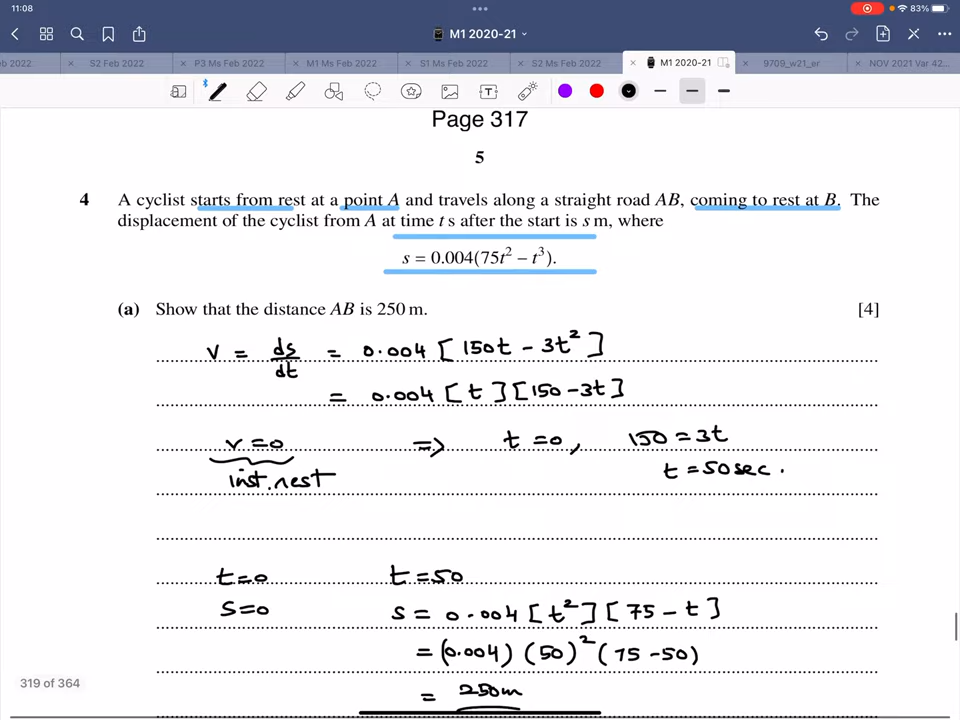 11:08
83%
M1 2020-21
eb 2022
S2 Feb 2022
P3 Ms Feb 2022
M1 Ms Feb 2022
S1 Ms Feb 2022
S2 Ms Feb 2022
M1 2020-21
9709_w21_er
NOV 2021 Var 42...
Page 317
5
4 A cyclist starts from rest at a point A and travels along a straight road AB, coming to rest at B. The
displacement of the cyclist from A at time t s after the start is s m, where
s = 0.004(75t² − t³).
(a) Show that the distance AB is 250 m. [4]
v = ds/dt = 0.004 [150t − 3t²]
= 0.004 [t][150−3t]
v=0 => t=0, 150=3t
inst.rest t=50sec.
t=0 t=50
s=0 s = 0.004 [t²][75 − t]
= (0.004) (50)² (75−50)
= 250m
319 of 364